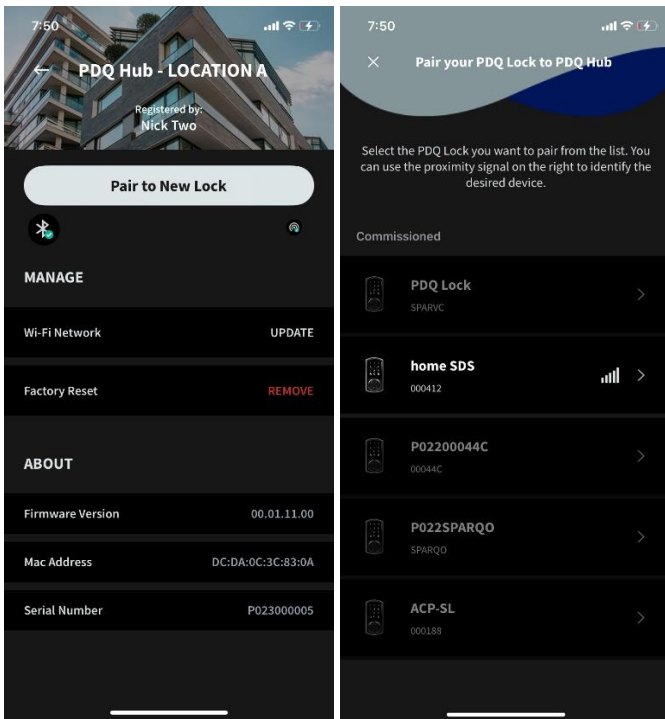 7:50
PDQ Hub - LOCATION A
Registered by:
Nick Two
Pair to New Lock
MANAGE
Wi-Fi Network
UPDATE
Factory Reset
REMOVE
ABOUT
Firmware Version
00.01.11.00
Mac Address
DC:DA:0C:3C:83:0A
Serial Number
P023000005
7:50
Pair your PDQ Lock to PDQ Hub
Select the PDQ Lock you want to pair from the list. You
can use the proximity signal on the right to identify the
desired device.
Commissioned
PDQ Lock
SPARVC
home SDS
000412
P02200044C
00044C
P022SPARQO
SPARQO
ACP-SL
000188